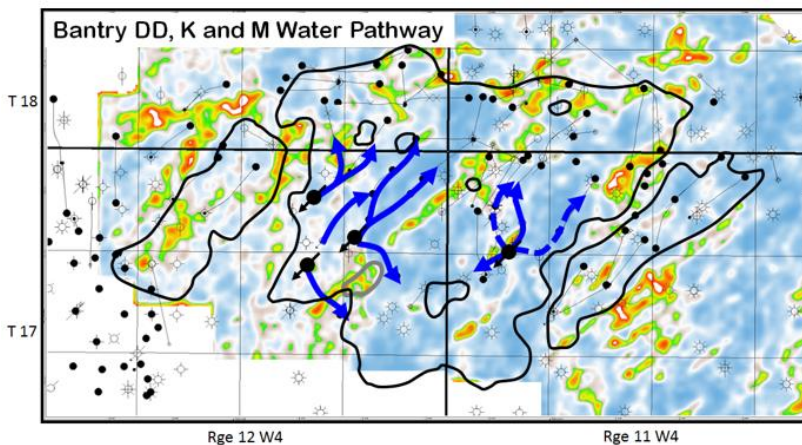 Bantry DD, K and M Water Pathway
T 18
T 17
Rge 12 W4
Rge 11 W4